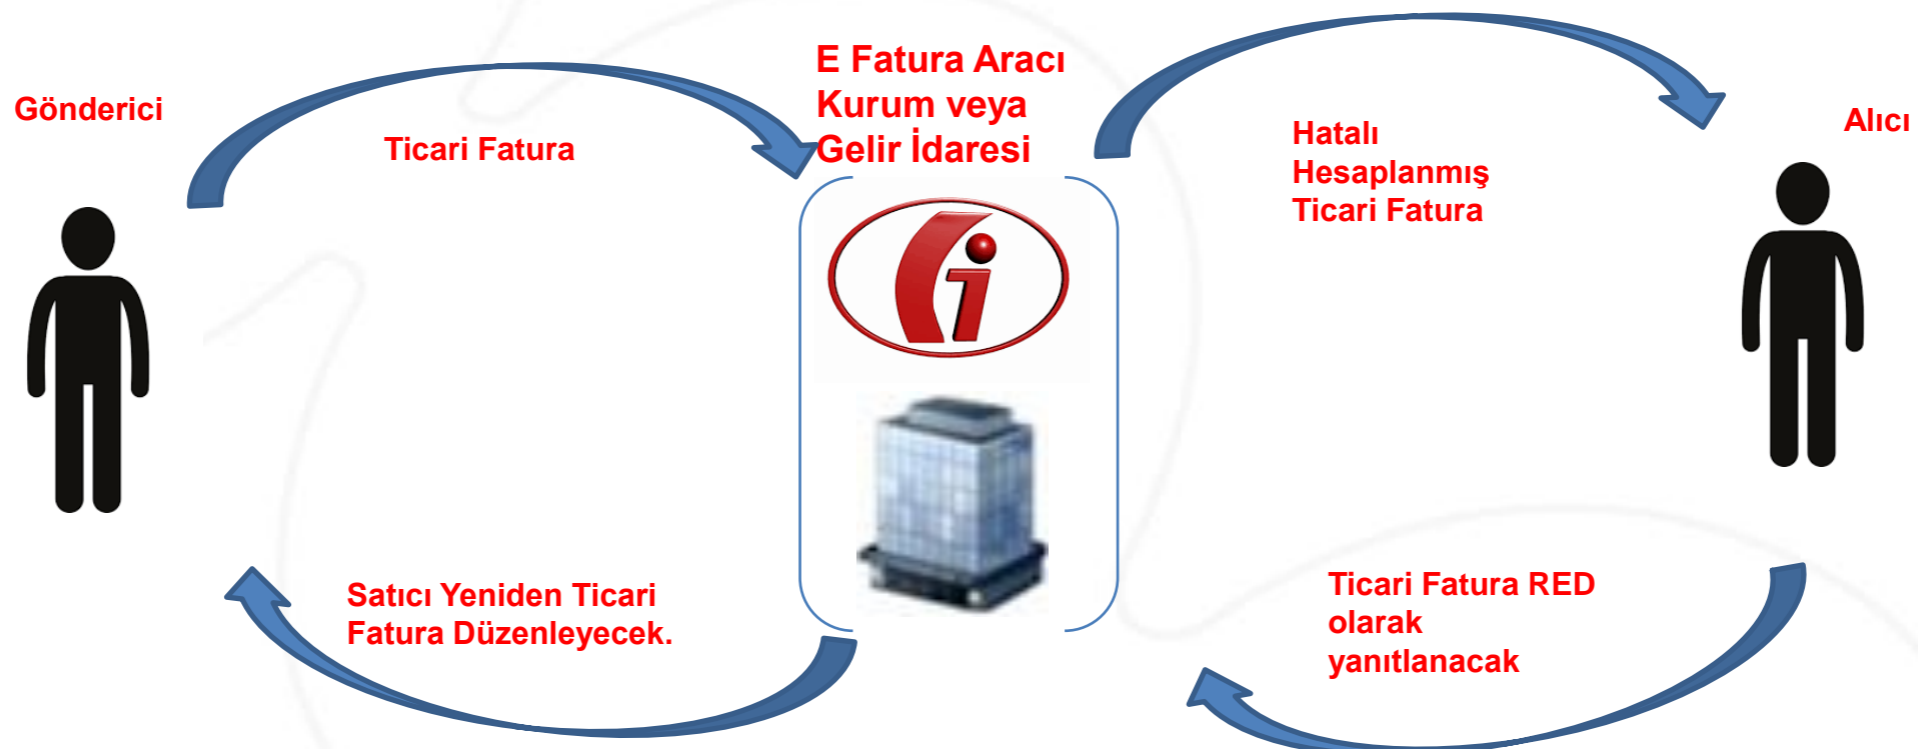 Gönderici
Ticari Fatura
E Fatura Aracı
Kurum veya
Gelir İdaresi
Hatalı
Hesaplanmış
Ticari Fatura
Alıcı
Satıcı Yeniden Ticari
Fatura Düzenleyecek.
Ticari Fatura RED
olarak
yanıtlanacak